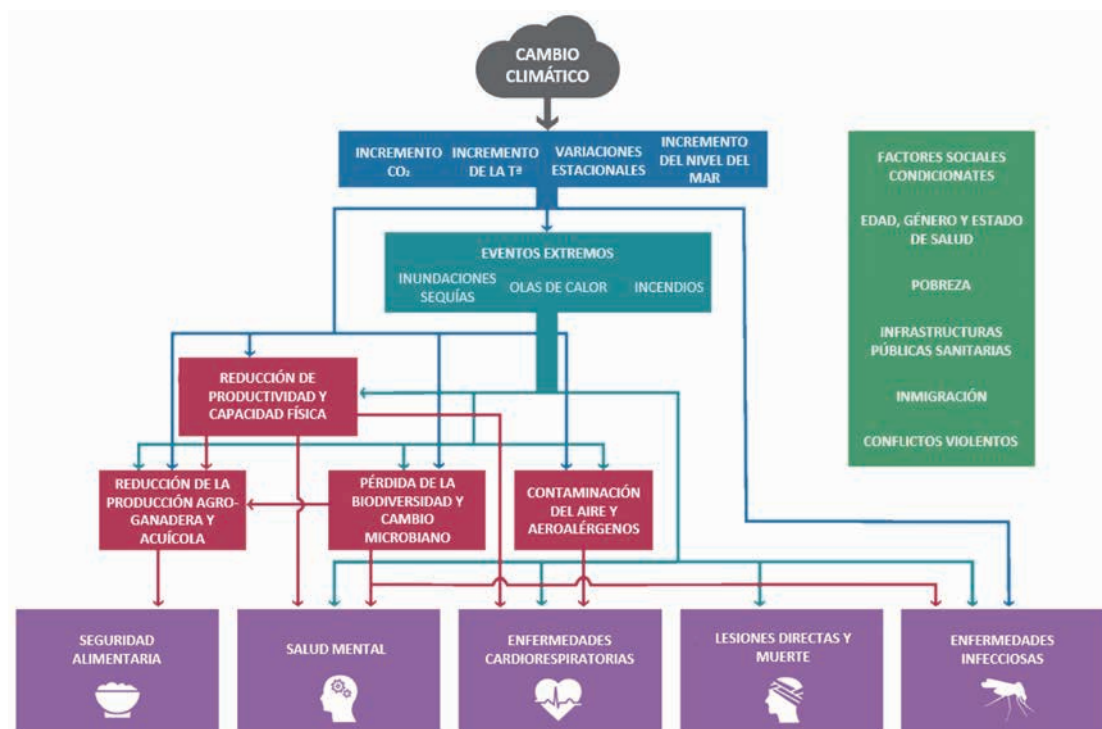 CAMBIO
CLIMÁTICO
INCREMENTO
CO₂
INCREMENTO
DE LA Tª
VARIACIONES
ESTACIONALES
INCREMENTO
DEL NIVEL DEL
MAR
FACTORES SOCIALES
CONDICIONATES
EDAD, GÉNERO Y ESTADO
DE SALUD
POBREZA
INFRASTRUCTURAS
PÚBLICAS SANITARIAS
INMIGRACIÓN
CONFLICTOS VIOLENTOS
EVENTOS EXTREMOS
INUNDACIONES
SEQUÍAS
OLAS DE CALOR
INCENDIOS
REDUCCIÓN DE
PRODUCTIVIDAD Y
CAPACIDAD FÍSICA
REDUCCIÓN DE LA
PRODUCCIÓN AGRO-
GANADERA Y
ACUÍCOLA
PÉRDIDA DE LA
BIODIVERSIDAD Y
CAMBIO
MICROBIANO
CONTAMINACIÓN
DEL AIRE Y
AEROALÉRGENOS
SEGURIDAD
ALIMENTARIA
SALUD MENTAL
ENFERMEDADES
CARDIORESPIRATORIAS
LESIONES DIRECTAS Y
MUERTE
ENFERMEDADES
INFECCIOSAS